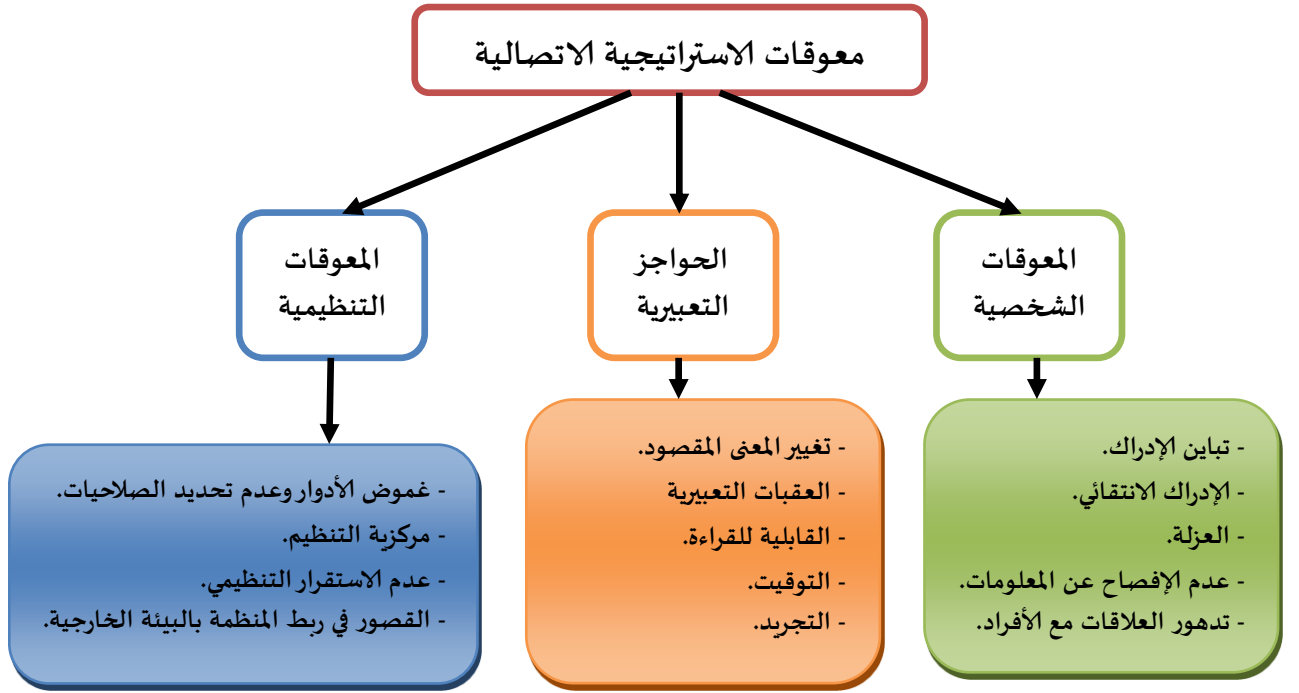 معوقات الاستراتيجية الاتصالية
المعوقات
الشخصية
الحواجز
التعبيرية
المعوقات
التنظيمية
- تباين الإدراك.
- الإدراك الانتقائي.
- العزلة.
- عدم الإفصاح عن المعلومات.
- تدهور العلاقات مع الأفراد.
- تغيير المعنى المقصود.
- العقبات التعبيرية
- القابلية للقراءة.
- التوقيت.
- التجريد.
- غموض الأدوار وعدم تحديد الصلاحيات.
- مركزية التنظيم.
- عدم الاستقرار التنظيمي.
- القصور في ربط المنظمة بالبيئة الخارجية.